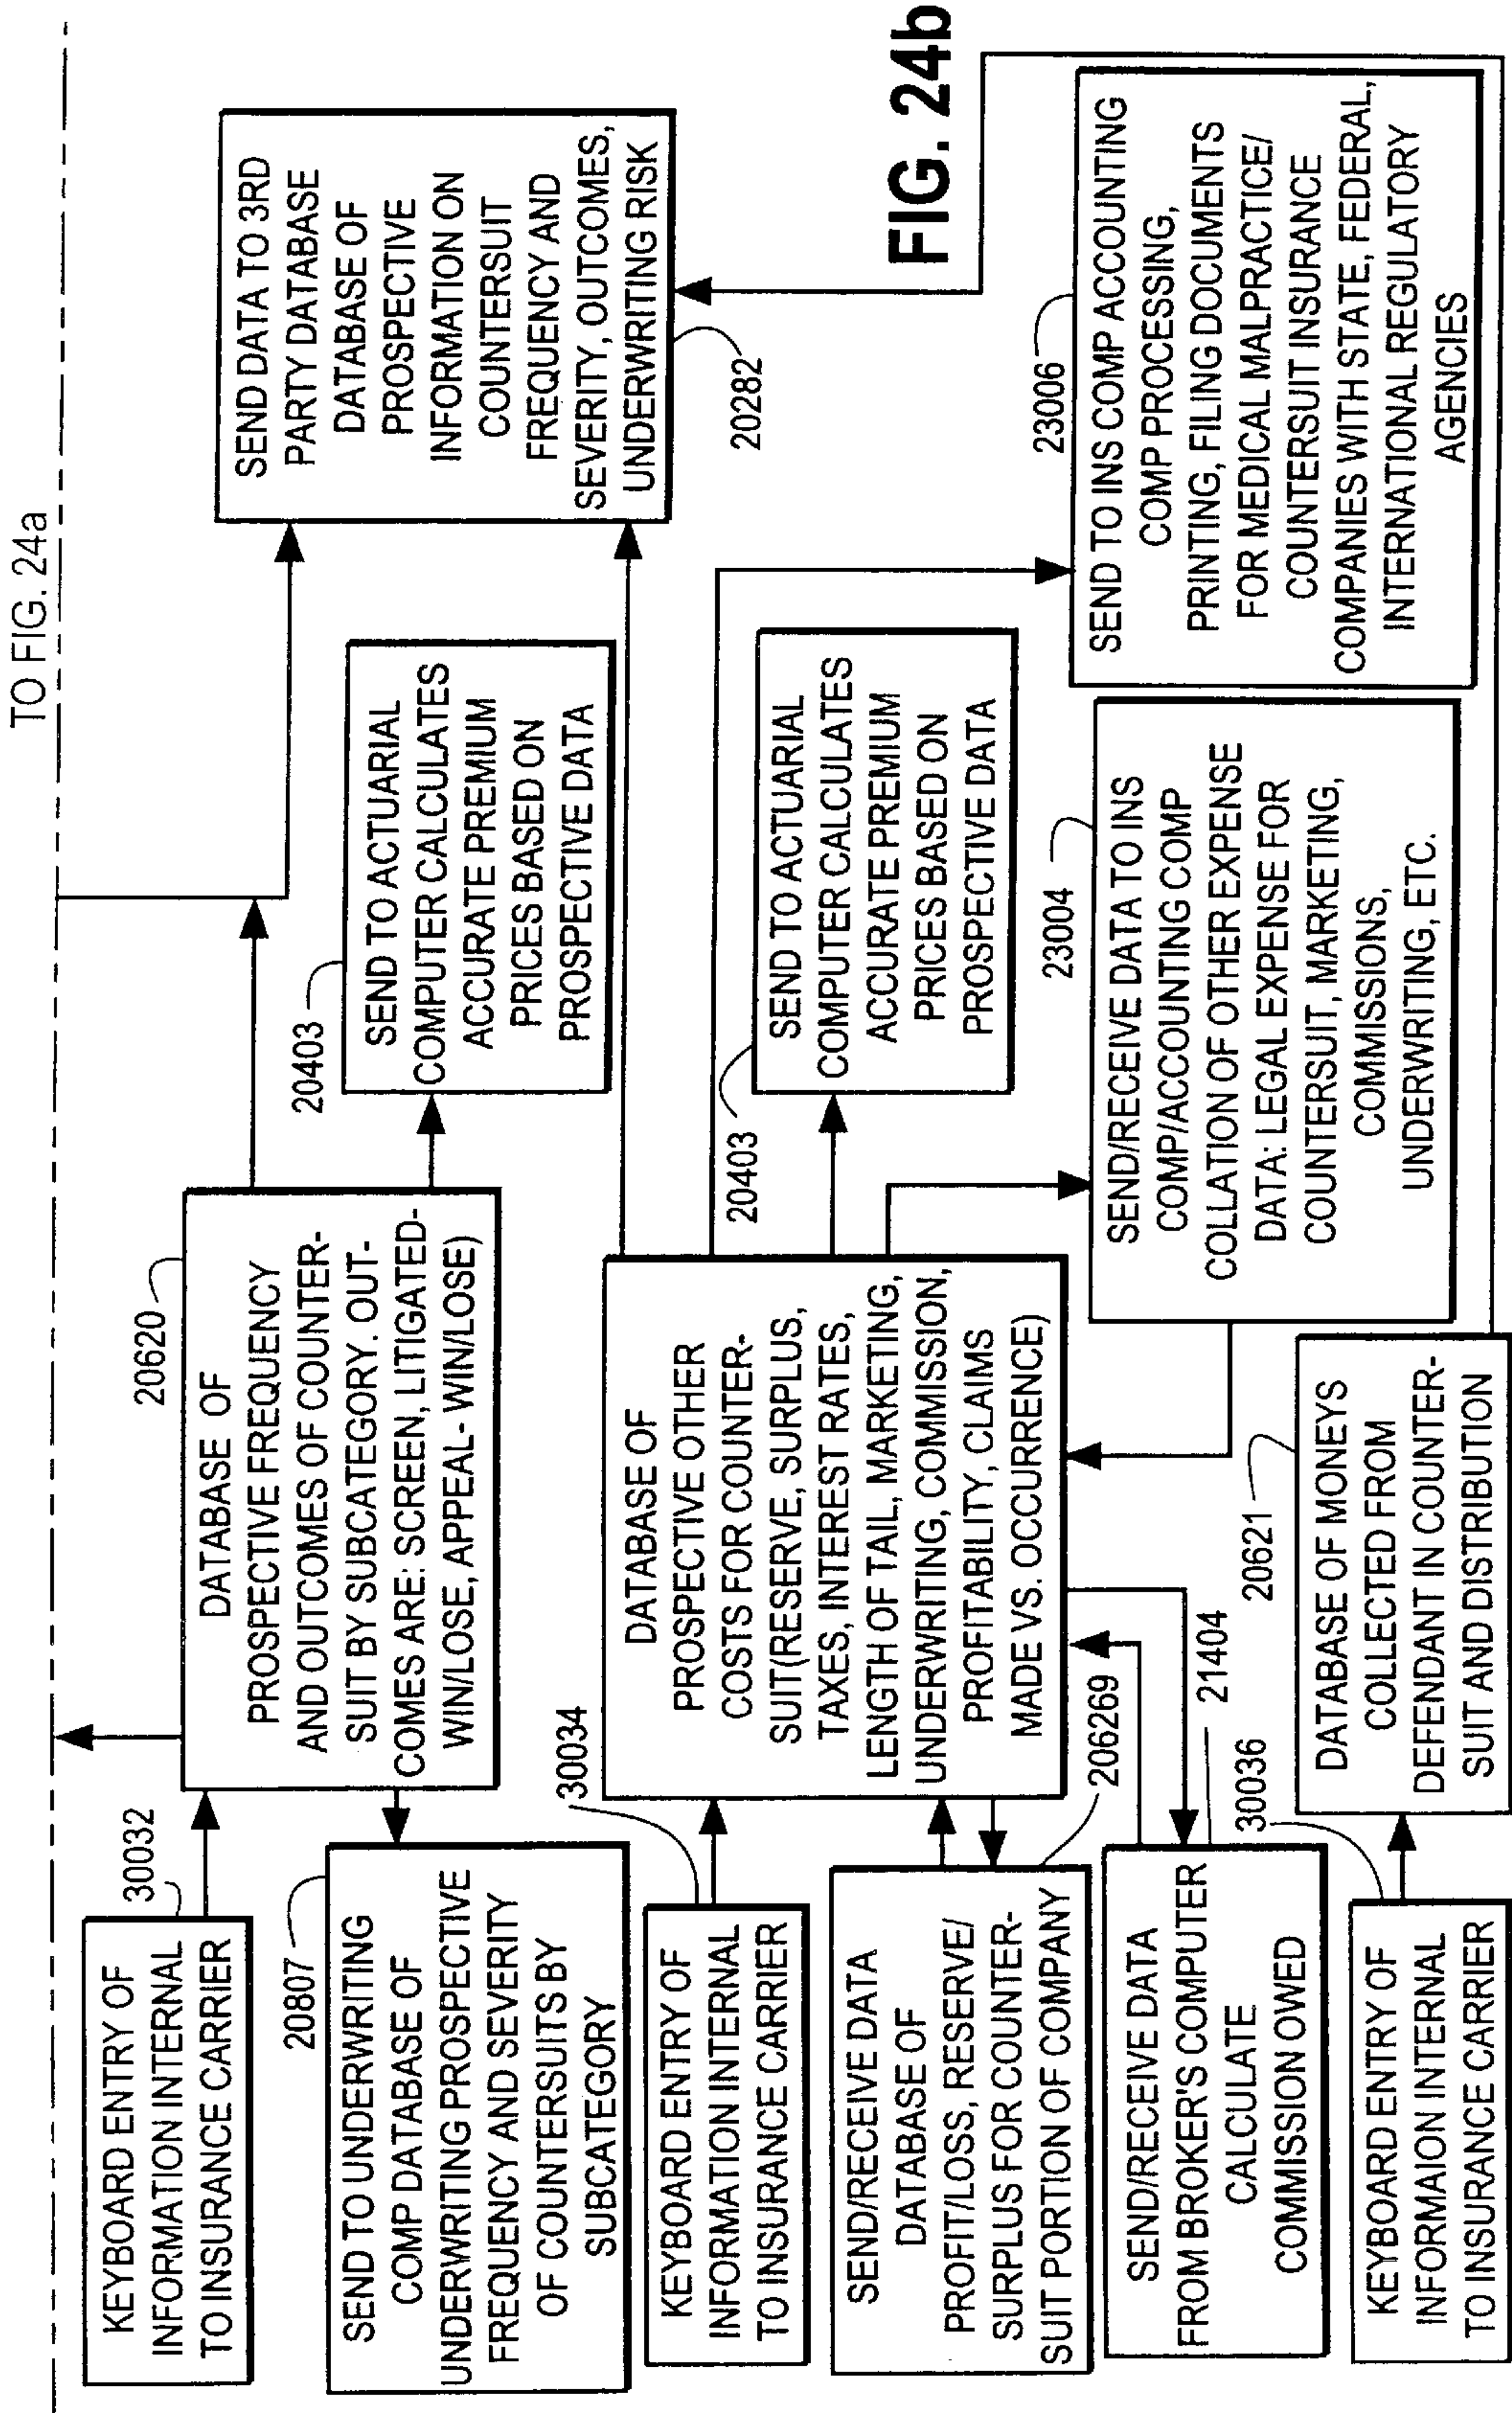 TO FIG. 24a
KEYBOARD ENTRY OF
INFORMATION INTERNAL
TO INSURANCE CARRIER
30032
DATABASE OF
PROSPECTIVE FREQUENCY
AND OUTCOMES OF COUNTER-
SUIT BY SUBCATEGORY. OUT-
COMES ARE: SCREEN, LITIGATED-
WIN/LOSE, APPEAL- WIN/LOSE)
20620
SEND DATA TO 3RD
PARTY DATABASE
DATABASE OF
PROSPECTIVE
INFORMATION ON
COUNTERSUIT
FREQUENCY AND
SEVERITY, OUTCOMES,
UNDERWRITING RISK
20282
20807
SEND TO UNDERWRITING
COMP DATABASE OF
UNDERWRITING PROSPECTIVE
FREQUENCY AND SEVERITY
OF COUNTERSUITS BY
SUBCATEGORY
20403
SEND TO ACTUARIAL
COMPUTER CALCULATES
ACCURATE PREMIUM
PRICES BASED ON
PROSPECTIVE DATA
30034
KEYBOARD ENTRY OF
INFORMATION INTERNAL
TO INSURANCE CARRIER
DATABASE OF
PROSPECTIVE OTHER
COSTS FOR COUNTER-
SUIT(RESERVE, SURPLUS,
TAXES, INTEREST RATES,
LENGTH OF TAIL, MARKETING,
UNDERWRITING, COMMISSION,
PROFITABILITY, CLAIMS
MADE VS. OCCURRENCE)
20403
SEND TO ACTUARIAL
COMPUTER CALCULATES
ACCURATE PREMIUM
PRICES BASED ON
PROSPECTIVE DATA
SEND/RECEIVE DATA
DATABASE OF
PROFIT/LOSS, RESERVE/
SURPLUS FOR COUNTER-
SUIT PORTION OF COMPANY
206269
23004
SEND/RECEIVE DATA TO INS
COMP/ACCOUNTING COMP
COLLATION OF OTHER EXPENSE
DATA: LEGAL EXPENSE FOR
COUNTERSUIT, MARKETING,
COMMISSIONS,
UNDERWRITING, ETC.
23006
SEND TO INS COMP ACCOUNTING
COMP PROCESSING,
PRINTING, FILING DOCUMENTS
FOR MEDICAL MALPRACTICE/
COUNTERSUIT INSURANCE
COMPANIES WITH STATE, FEDERAL,
INTERNATIONAL REGULATORY
AGENCIES
SEND/RECEIVE DATA
FROM BROKER'S COMPUTER
CALCULATE
COMMISSION OWED
21404
30036
KEYBOARD ENTRY OF
INFORMAION INTERNAL
TO INSURANCE CARRIER
20621
DATABASE OF MONEYS
COLLECTED FROM
DEFENDANT IN COUNTER-
SUIT AND DISTRIBUTION
FIG. 24b